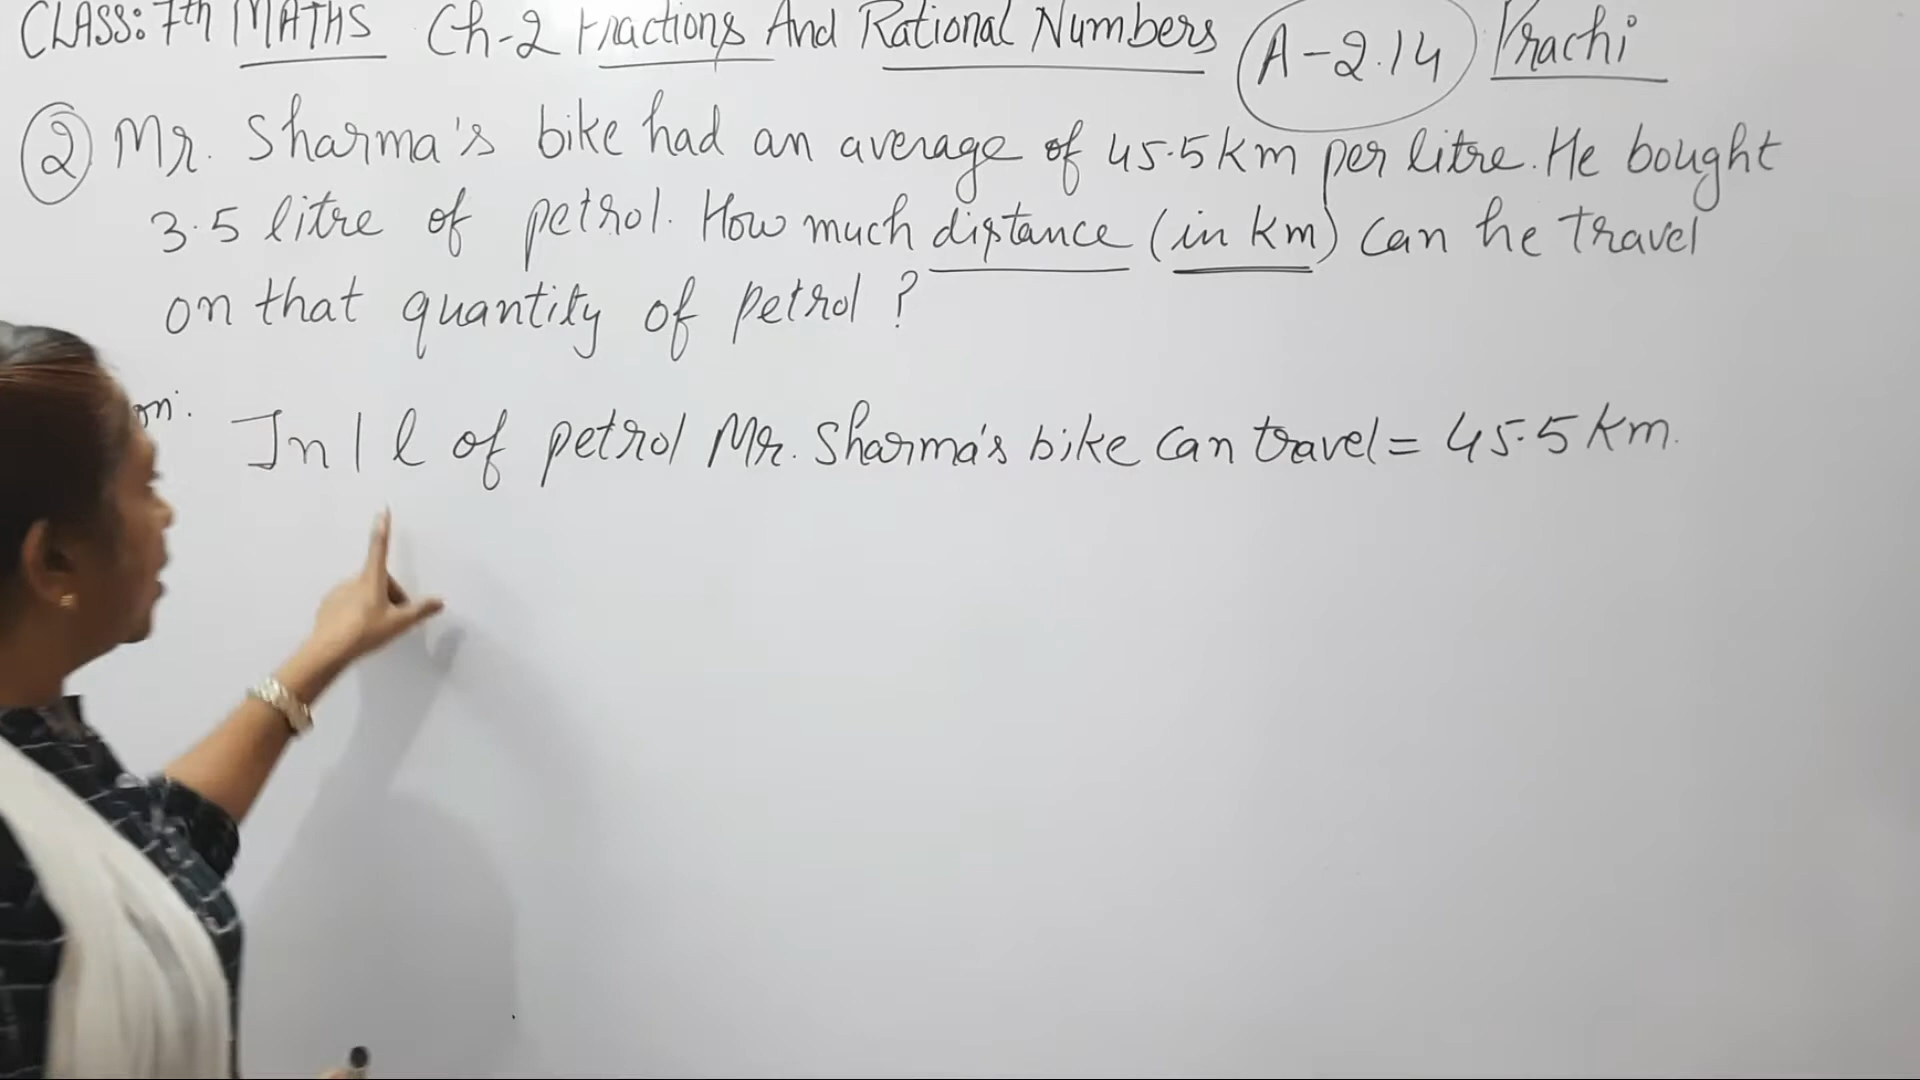 CLASS: 7th MATHS Ch-2 Fractions And Rational Numbers A-2.14 Prachi
2 Mr. Sharma's bike had an average of 45.5 km per litre. He bought
3.5 litre of petrol. How much distance (in km) can he travel
on that quantity of petrol ?
In 1 l of petrol Mr. Sharma's bike can travel = 45.5 km.